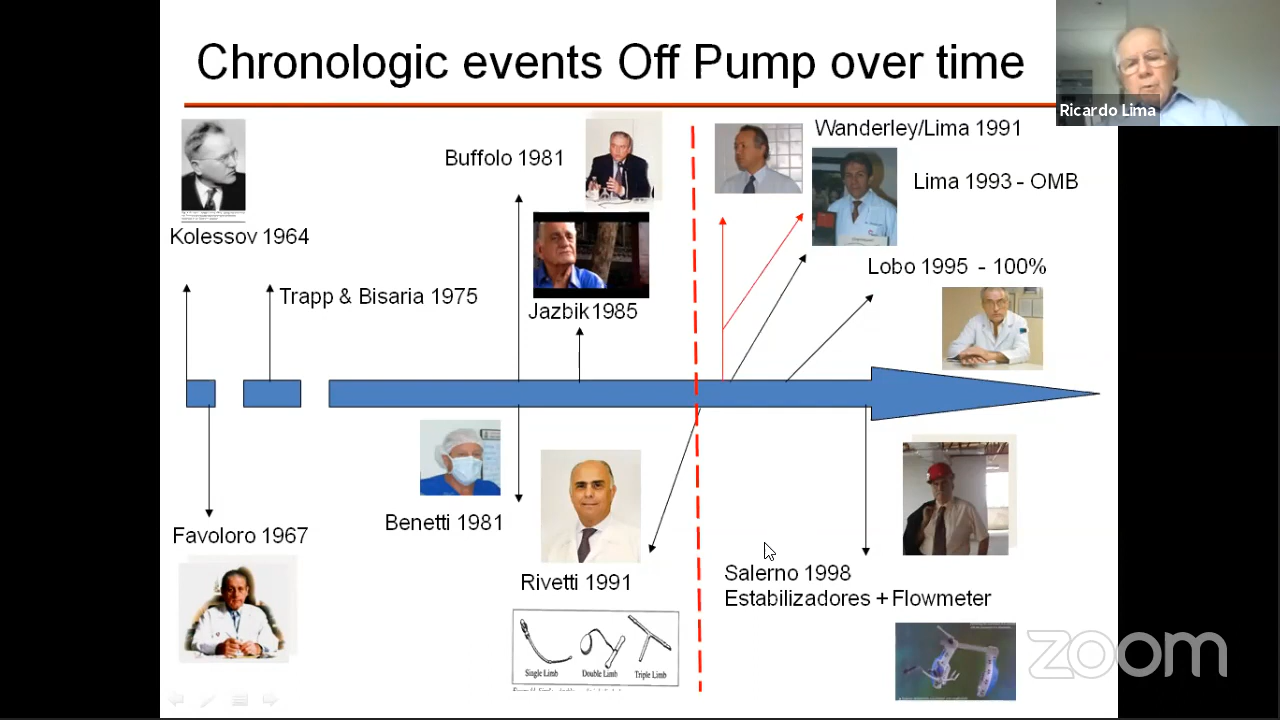 Chronologic events Off Pump over time
Ricardo Lima
Wanderley/Lima 1991
Buffolo 1981
Lima 1993 - OMB
Kolessov 1964
Lobo 1995 - 100%
Trapp & Bisaria 1975
Jazbik 1985
Favoloro 1967
Benetti 1981
Rivetti 1991
Salerno 1998
Estabilizadores + Flowmeter
Single Limb
Double Limb
Triple Limb
zoom